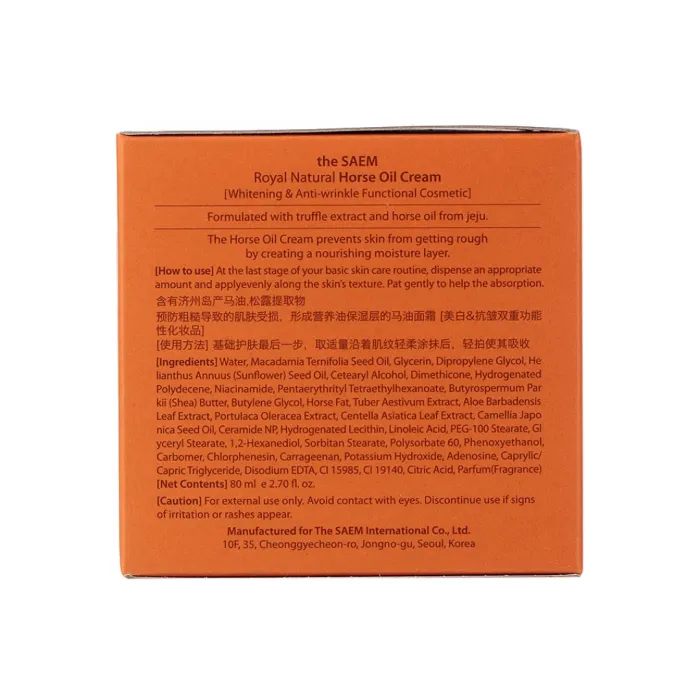 the SAEM
Royal Natural Horse Oil Cream
[Whitening & Anti-wrinkle Functional Cosmetic]
Formulated with truffle extract and horse oil from jeju.
The Horse Oil Cream prevents skin from getting rough
by creating a nourishing moisture layer.
[How to use] At the last stage of your basic skin care routine, dispense an appropriate
amount and applyevenly along the skin's texture. Pat gently to help the absorption.
含有济州岛产马油,松露提取物
预防粗糙导致的肌肤受损，形成营养油保湿层的马油面霜 [美白&抗皱双重功能
性化妆品]
[使用方法] 基础护肤最后一步，取适量沿着肌纹轻柔涂抹后，轻拍使其吸收
[Ingredients] Water, Macadamia Ternifolia Seed Oil, Glycerin, Dipropylene Glycol, He
lianthus Annuus (Sunflower) Seed Oil, Cetearyl Alcohol, Dimethicone, Hydrogenated
Polydecene, Niacinamide, Pentaerythrityl Tetraethylhexanoate, Butyrospermum Par
kii (Shea) Butter, Butylene Glycol, Horse Fat, Tuber Aestivum Extract, Aloe Barbadensis
Leaf Extract, Portulaca Oleracea Extract, Centella Asiatica Leaf Extract, Camellia Japo
nica Seed Oil, Ceramide NP, Hydrogenated Lecithin, Linoleic Acid, PEG-100 Stearate, Gl
yceryl Stearate, 1,2-Hexanediol, Sorbitan Stearate, Polysorbate 60, Phenoxyethanol,
Carbomer, Chlorphenesin, Carrageenan, Potassium Hydroxide, Adenosine, Caprylic/
Capric Triglyceride, Disodium EDTA, CI 15985, CI 19140, Citric Acid, Parfum(Fragrance)
[Net Contents] 80 ml e 2.70 fl. oz.
[Caution] For external use only. Avoid contact with eyes. Discontinue use if signs
of irritation or rashes appear.
Manufactured for The SAEM International Co., Ltd.
10F, 35, Cheonggyecheon-ro, Jongno-gu, Seoul, Korea